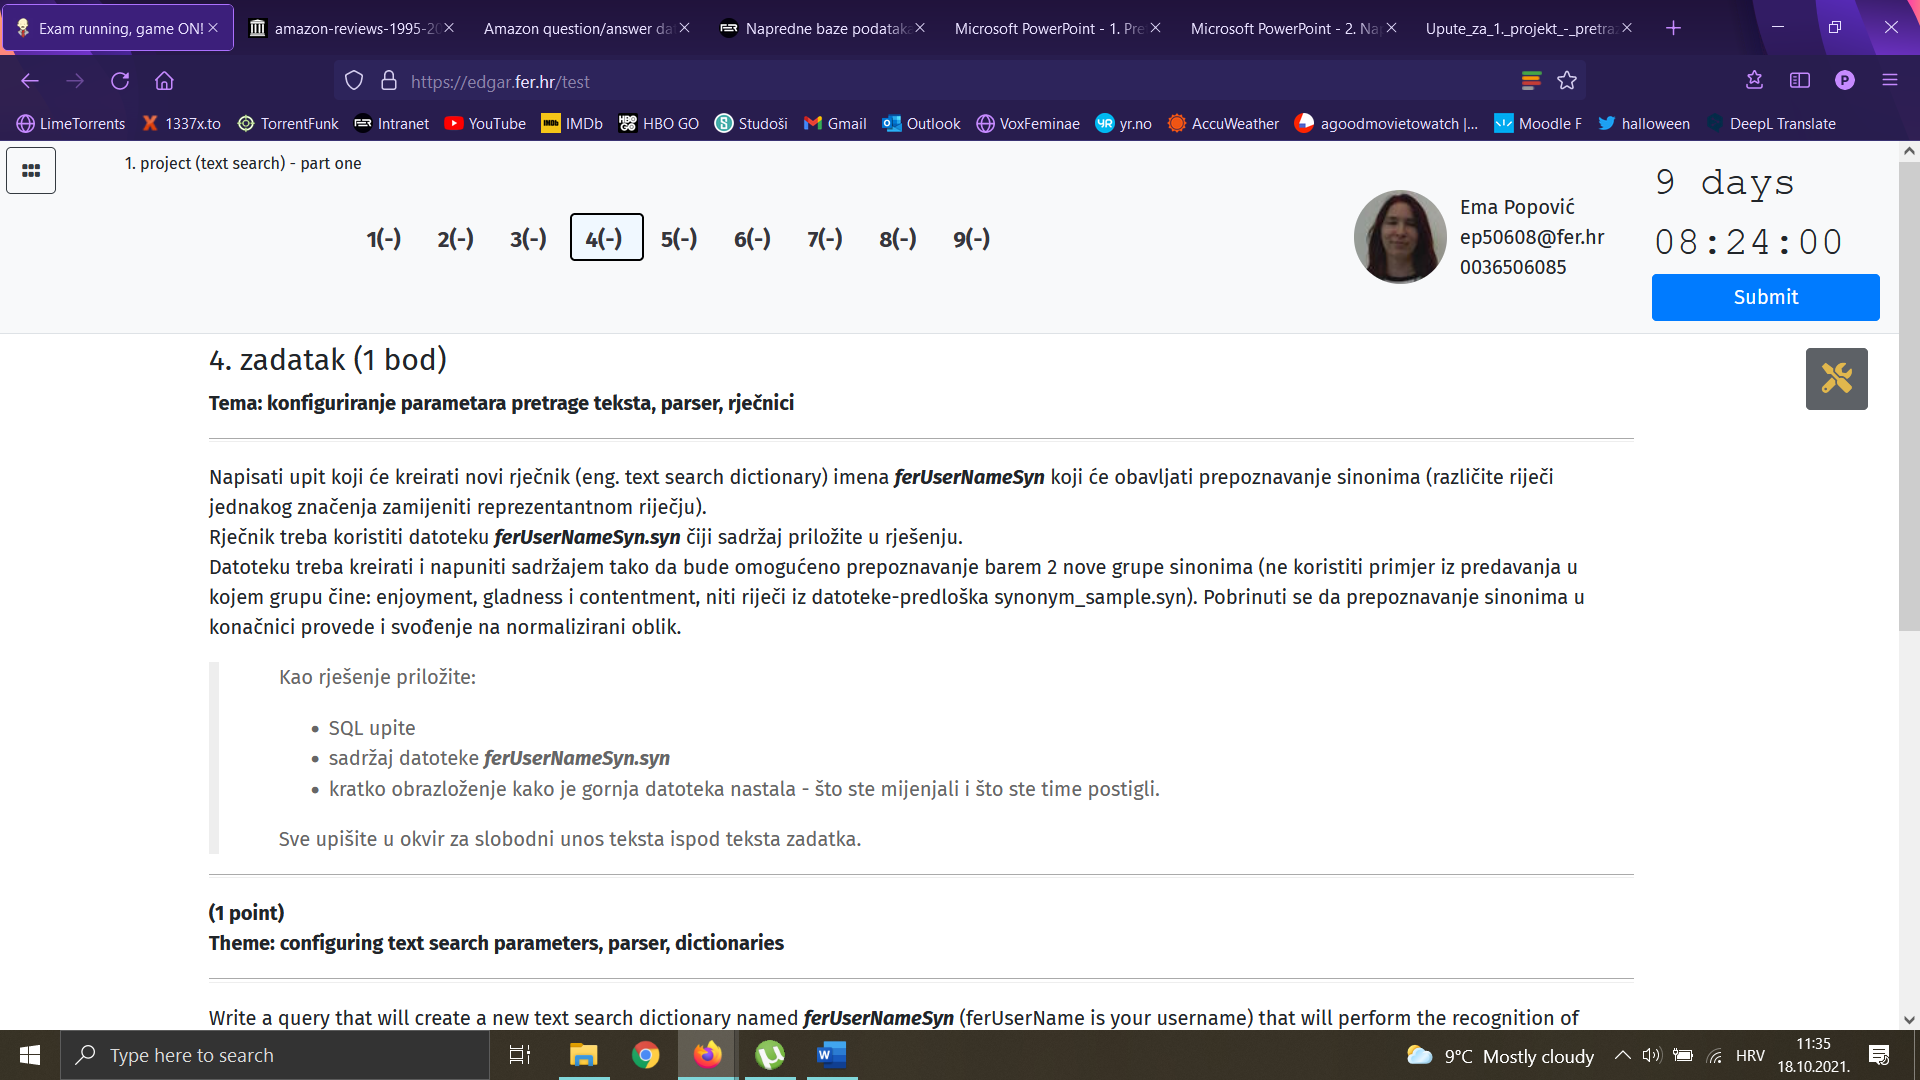 Exam running, game ON!
amazon-reviews-1995-20
Amazon question/answer da
Napredne baze podataka
Microsoft PowerPoint - 1. Pre
Microsoft PowerPoint - 2. Nap
Upute_za_1._projekt_-_pretra
https://edgar.fer.hr/test
LimeTorrents
1337x.to
TorrentFunk
Intranet
YouTube
IMDb
HBO GO
Studoši
Gmail
Outlook
VoxFeminae
yr.no
AccuWeather
agoodmovietowatch |...
Moodle F
halloween
DeepL Translate
1. project (text search) - part one
1(-) 2(-) 3(-) 4(-) 5(-) 6(-) 7(-) 8(-) 9(-)
Ema Popović
ep50608@fer.hr
0036506085
9 days
08:24:00
Submit
4. zadatak (1 bod)
Tema: konfiguriranje parametara pretrage teksta, parser, rječnici
Napisati upit koji će kreirati novi rječnik (eng. text search dictionary) imena ferUserNameSyn koji će obavljati prepoznavanje sinonima (različite riječi
jednakog značenja zamijeniti reprezentantnom riječju).
Rječnik treba koristiti datoteku ferUserNameSyn.syn čiji sadržaj priložite u rješenju.
Datoteku treba kreirati i napuniti sadržajem tako da bude omogućeno prepoznavanje barem 2 nove grupe sinonima (ne koristiti primjer iz predavanja u
kojem grupu čine: enjoyment, gladness i contentment, niti riječi iz datoteke-predloška synonym_sample.syn). Pobrinuti se da prepoznavanje sinonima u
konačnici provede i svođenje na normalizirani oblik.
Kao rješenje priložite:
• SQL upite
• sadržaj datoteke ferUserNameSyn.syn
• kratko obrazloženje kako je gornja datoteka nastala - što ste mijenjali i što ste time postigli.
Sve upišite u okvir za slobodni unos teksta ispod teksta zadatka.
(1 point)
Theme: configuring text search parameters, parser, dictionaries
Write a query that will create a new text search dictionary named ferUserNameSyn (ferUserName is your username) that will perform the recognition of
Type here to search
9°C Mostly cloudy
HRV
11:35
18.10.2021.